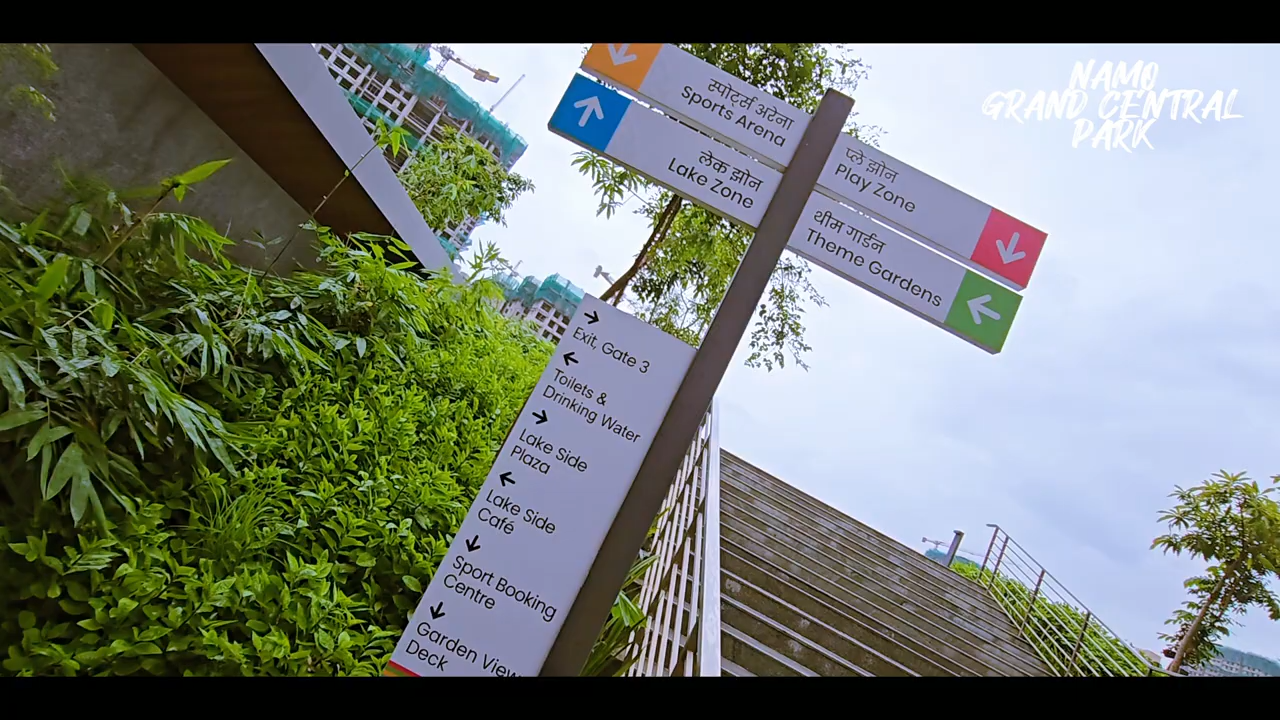 NAMO
GRAND CENTRAL
PARK
स्पोर्ट्स अरेना
Sports Arena
लेक झोन
Lake Zone
प्ले झोन
Play Zone
थीम गार्डन
Theme Gardens
Exit, Gate 3
Toilets &
Drinking Water
Lake Side
Plaza
Lake Side
Café
Sport Booking
Centre
Garden View
Deck